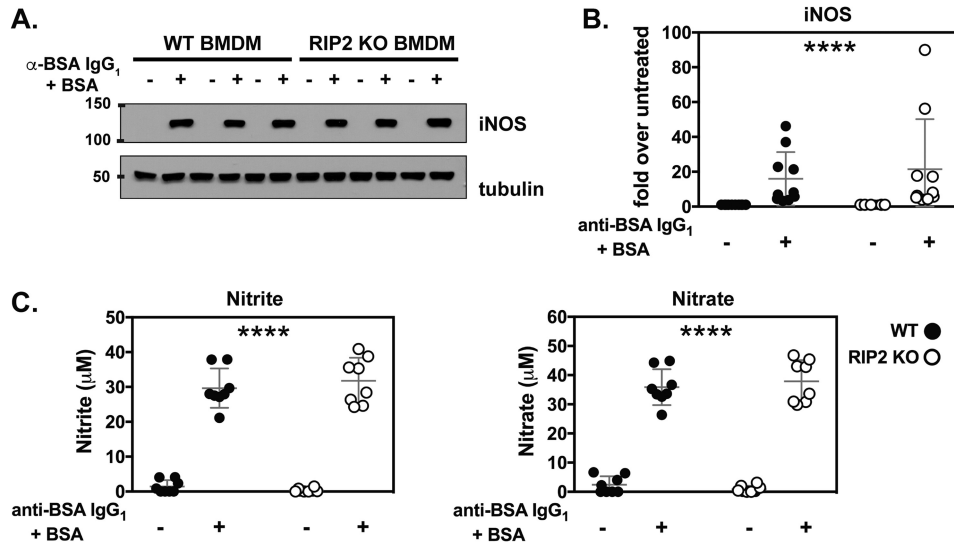 A.
WT BMDM RIP2 KO BMDM
α-BSA IgG1
+ BSA
- + - + - + - + - + - +
150
100
iNOS
50
tubulin
B.
iNOS
****
fold over untreated
100
80
60
40
20
0
anti-BSA IgG1
+ BSA
- + - +
C.
Nitrite
****
Nitrite (μM)
50
40
30
20
10
0
anti-BSA IgG1
+ BSA
- + - +
Nitrate
****
Nitrate (μM)
60
50
40
30
20
10
0
anti-BSA IgG1
+ BSA
- + - +
WT
RIP2 KO